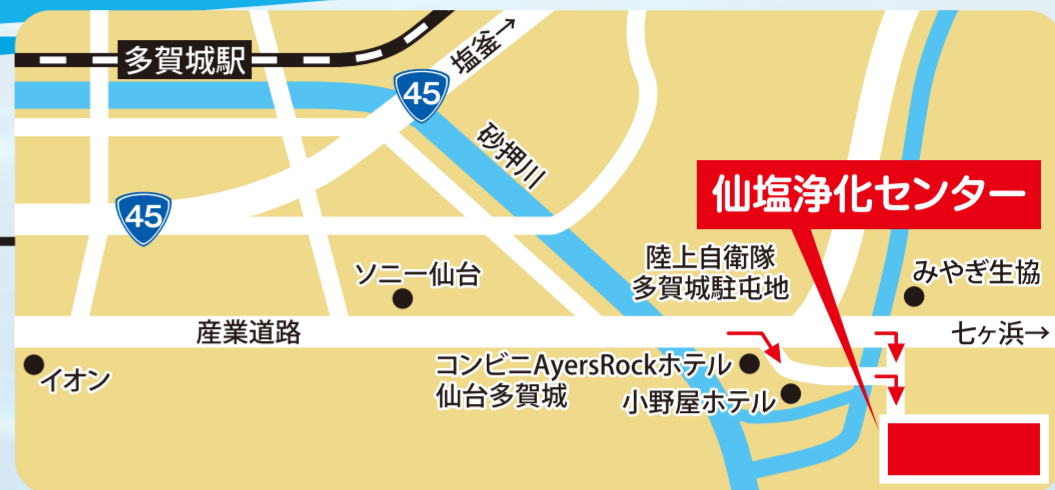 多賀城駅
塩釜→
45
砂押川
仙塩浄化センター
45
陸上自衛隊
多賀城駐屯地
ソニー仙台
みやぎ生協
産業道路
七ヶ浜→
コンビニAyersRockホテル
仙台多賀城
イオン
小野屋ホテル